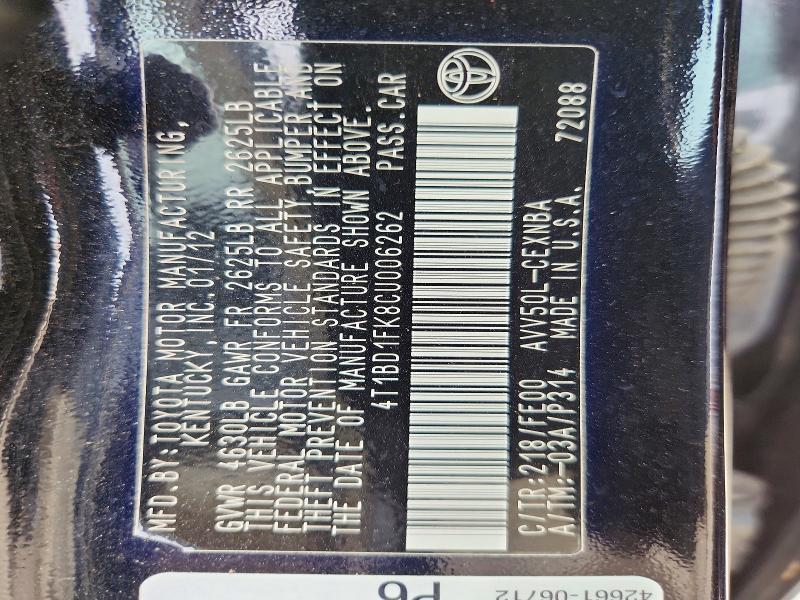 MFD. BY: TOYOTA MOTOR MANUFACTURING,
KENTUCKY, INC. 01/12
GVWR 4630LB GAWR FR 2625LB RR 2625LB
THIS VEHICLE CONFORMS TO ALL APPLICABLE
FEDERAL MOTOR VEHICLE SAFETY, BUMPER AND
THEFT PREVENTION STANDARDS IN EFFECT ON
THE DATE OF MANUFACTURE SHOWN ABOVE.
4T1BD1FK8CU006262 PASS.CAR
C/TR:218/FE00 AVV50L-CEXNBA
A/TM:-03A/P314 MADE IN U.S.A. 72088
42661-06712